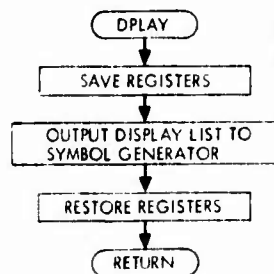 DPLAY
SAVE REGISTERS
OUTPUT DISPLAY LIST TO
SYMBOL GENERATOR
RESTORE REGISTERS
RETURN